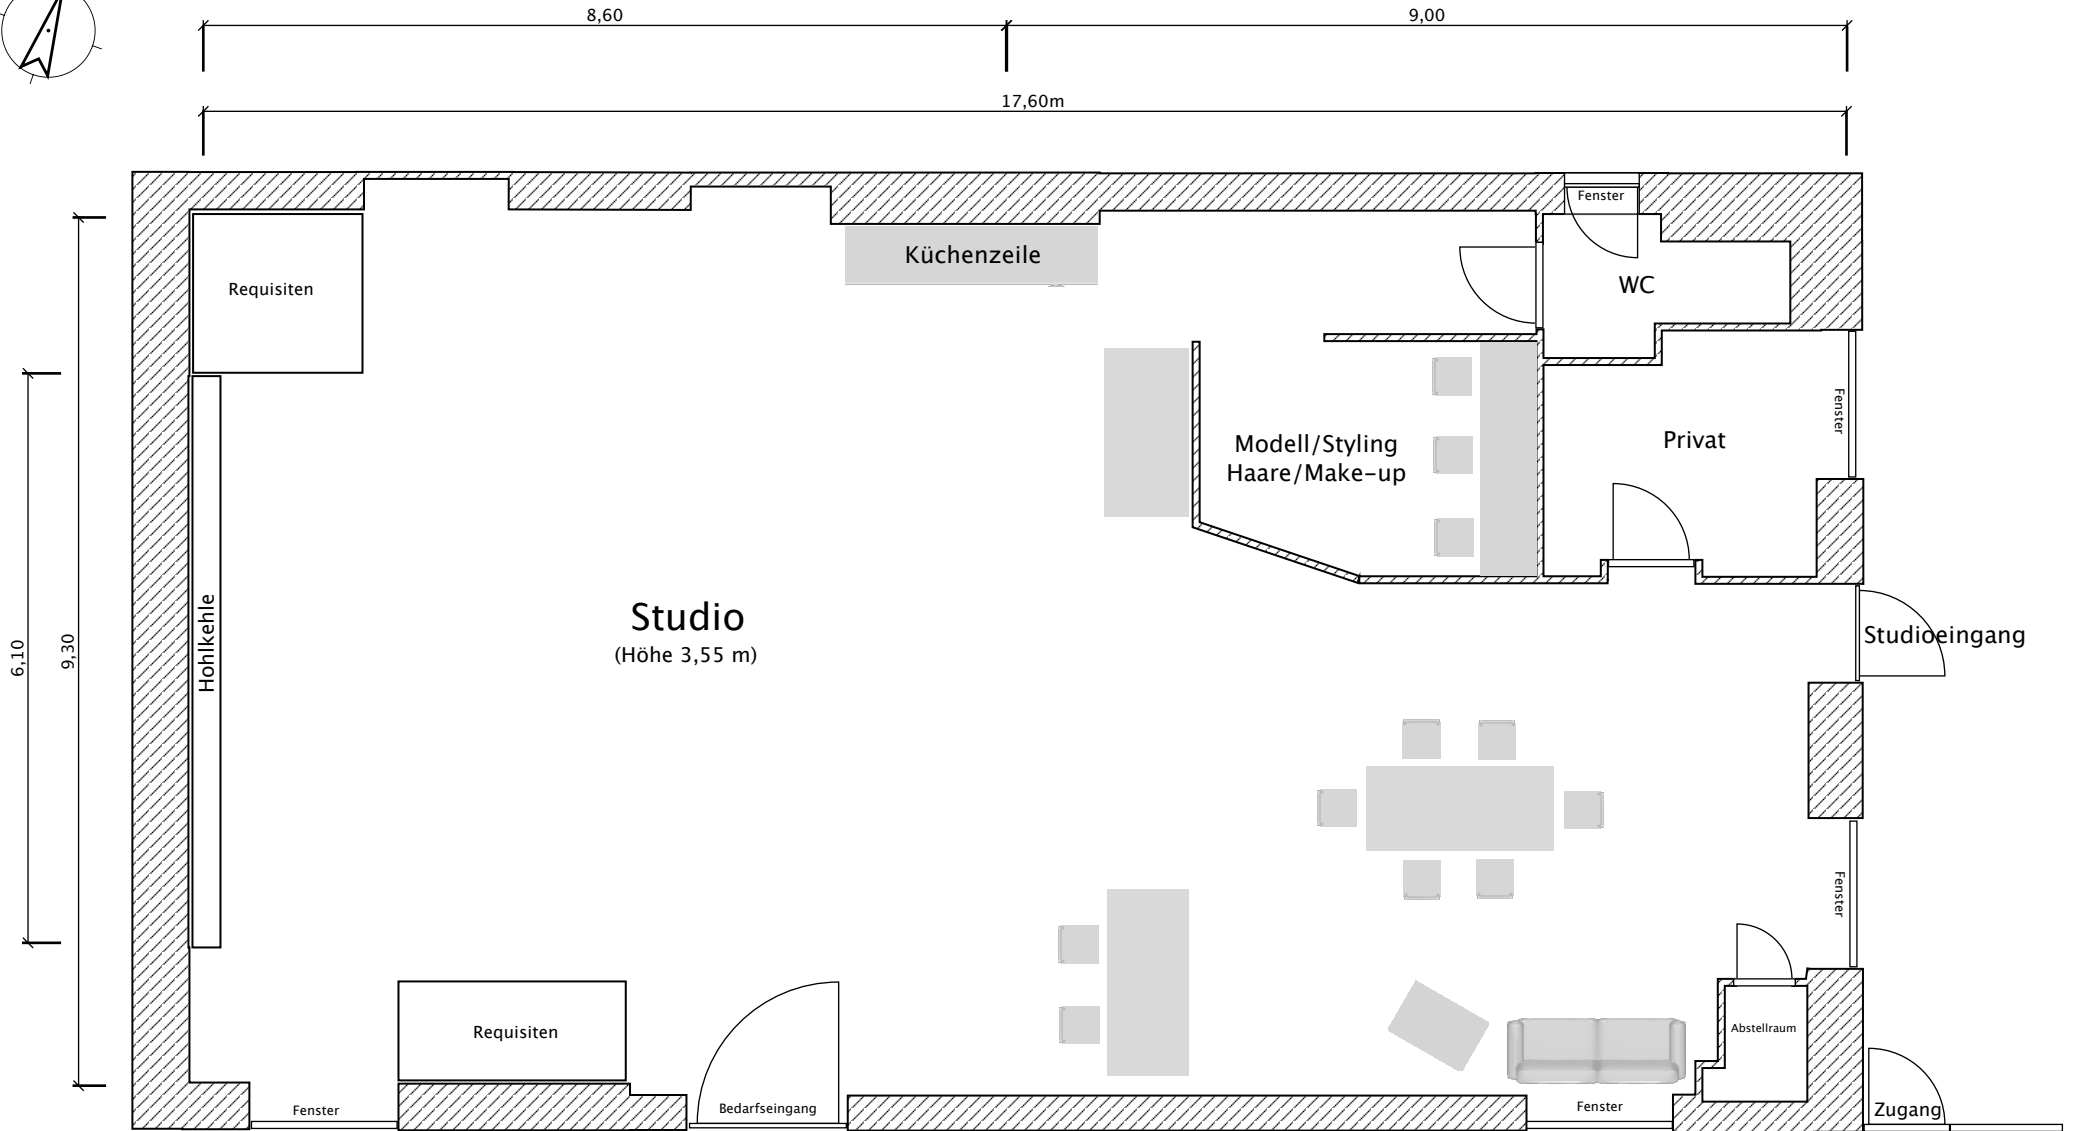 8,60
9,00
17,60m
Fenster
Küchenzeile
WC
Requisiten
Fenster
Modell/Styling
Haare/Make-up
Privat
Hohlkehle
Studio
(Höhe 3,55 m)
6,10
9,30
Studioeingang
Fenster
Requisiten
Abstellraum
Fenster
Bedarfseingang
Fenster
Zugang